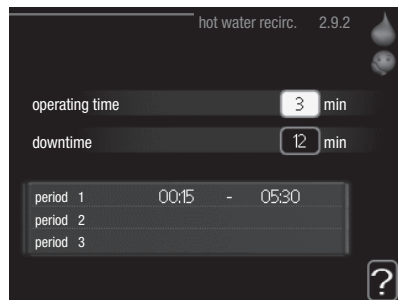 hot water recirc. 2.9.2
operating time 3 min
downtime 12 min
period 1 00:15 - 05:30
period 2
period 3
?